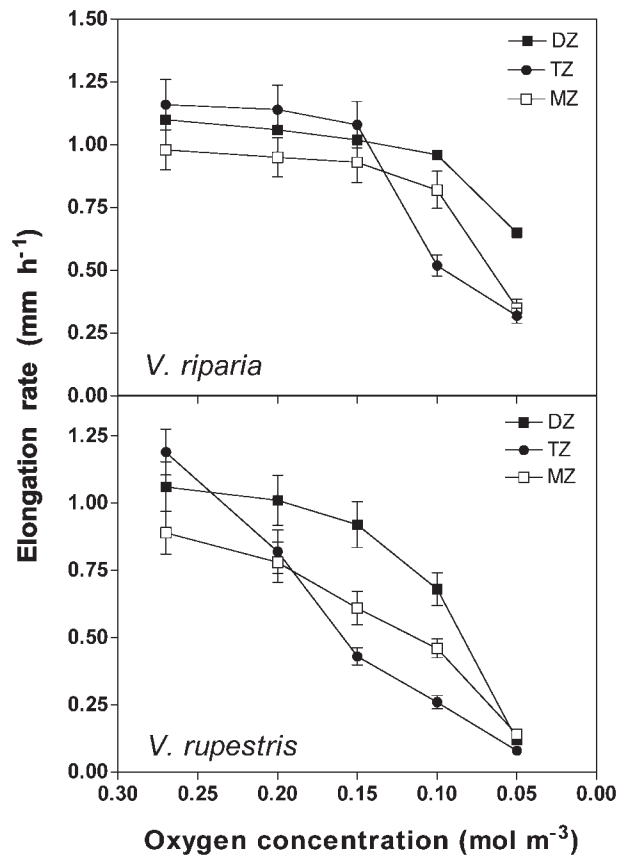 1.50
1.25
1.00
0.75
0.50
0.25
0.00
DZ
TZ
MZ
V. riparia
1.25
1.00
0.75
0.50
0.25
0.00
DZ
TZ
MZ
V. rupestris
0.30 0.25 0.20 0.15 0.10 0.05 0.00
Oxygen concentration (mol m⁻³)
Elongation rate (mm h⁻¹)